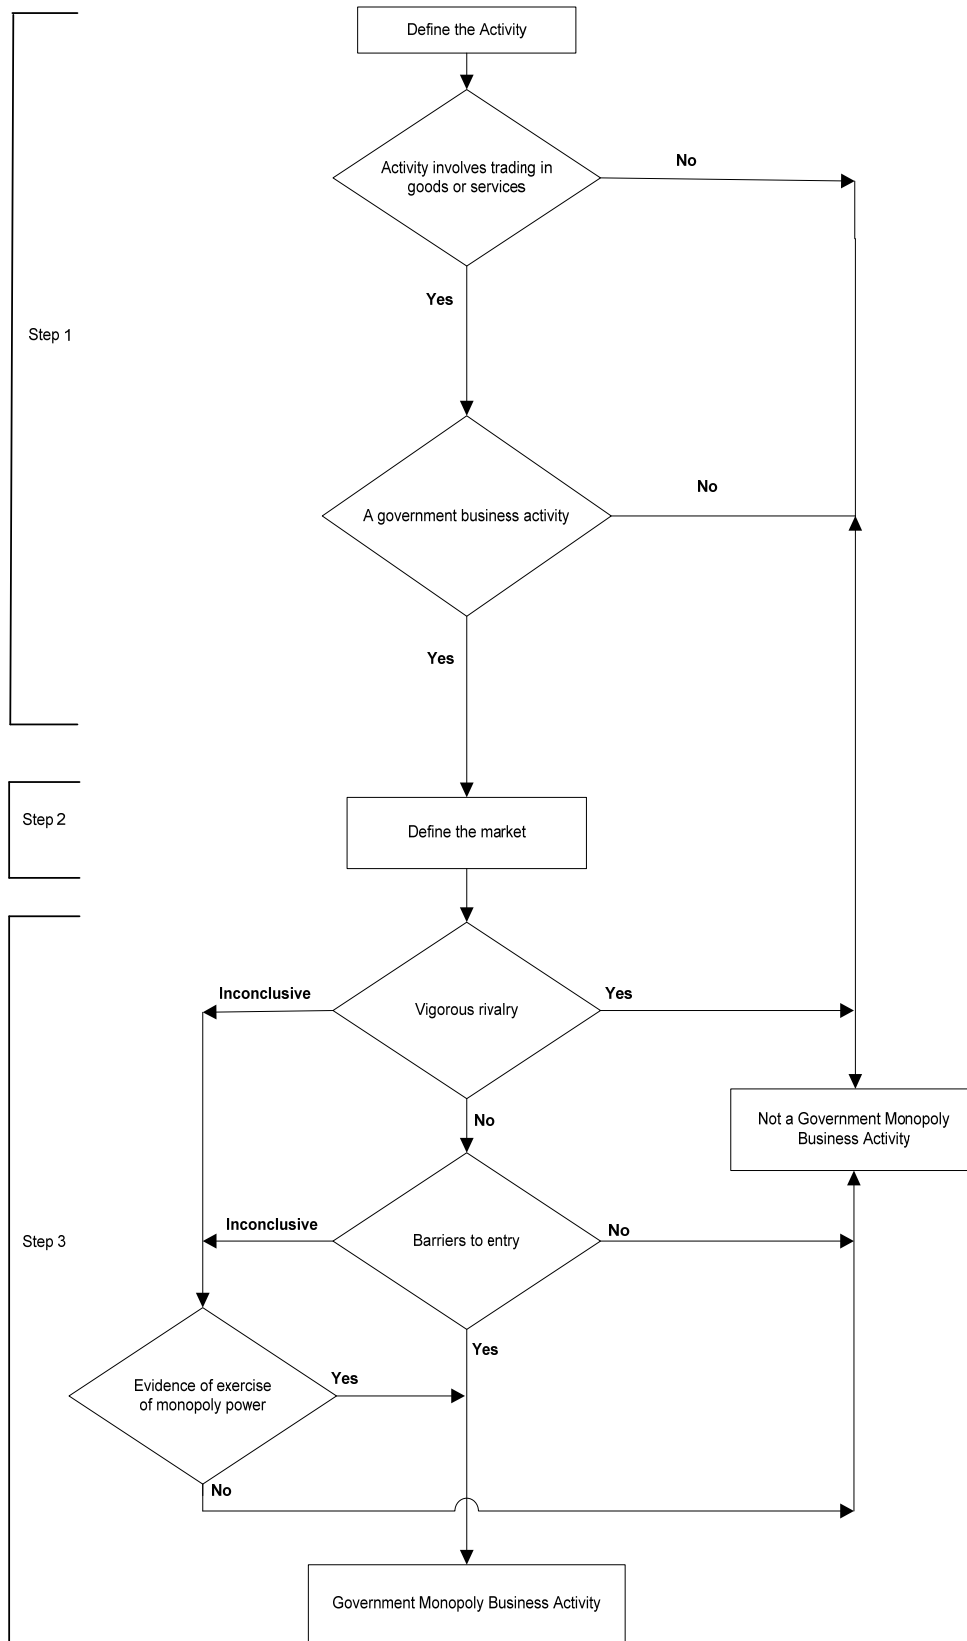 Define the Activity
Activity involves trading in
goods or services
No
Yes
Step 1
A government business activity
No
Yes
Step 2
Define the market
Inconclusive
Vigorous rivalry
Yes
No
Not a Government Monopoly
Business Activity
Step 3
Inconclusive
Barriers to entry
No
Yes
Evidence of exercise
of monopoly power
Yes
No
Government Monopoly Business Activity